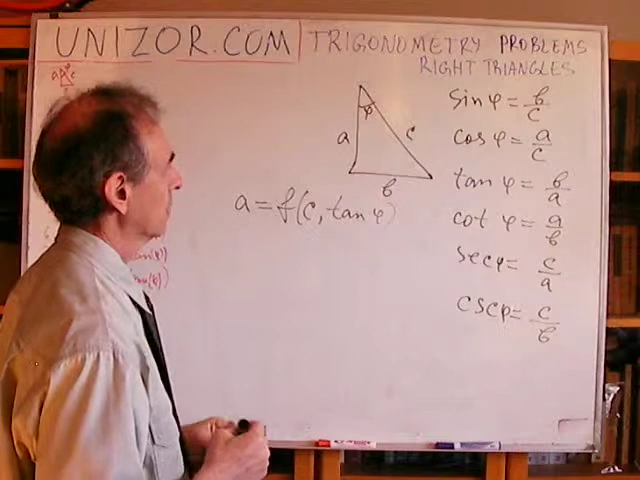 UNIZOR.COM
TRIGONOMETRY PROBLEMS
RIGHT TRIANGLES
a φ c
φ
a
c
b
a = f(c, tan φ)
sin φ = b/c
cos φ = a/c
tan φ = b/a
cot φ = a/b
sec φ = c/a
csc φ = c/b